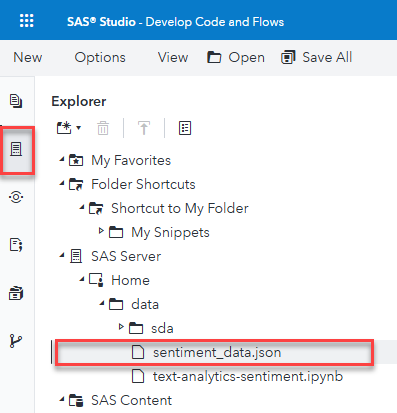 SAS® Studio - Develop Code and Flows
New Options View Open Save All
Explorer
My Favorites
Folder Shortcuts
Shortcut to My Folder
My Snippets
SAS Server
Home
data
sda
sentiment_data.json
text-analytics-sentiment.ipynb
SAS Content